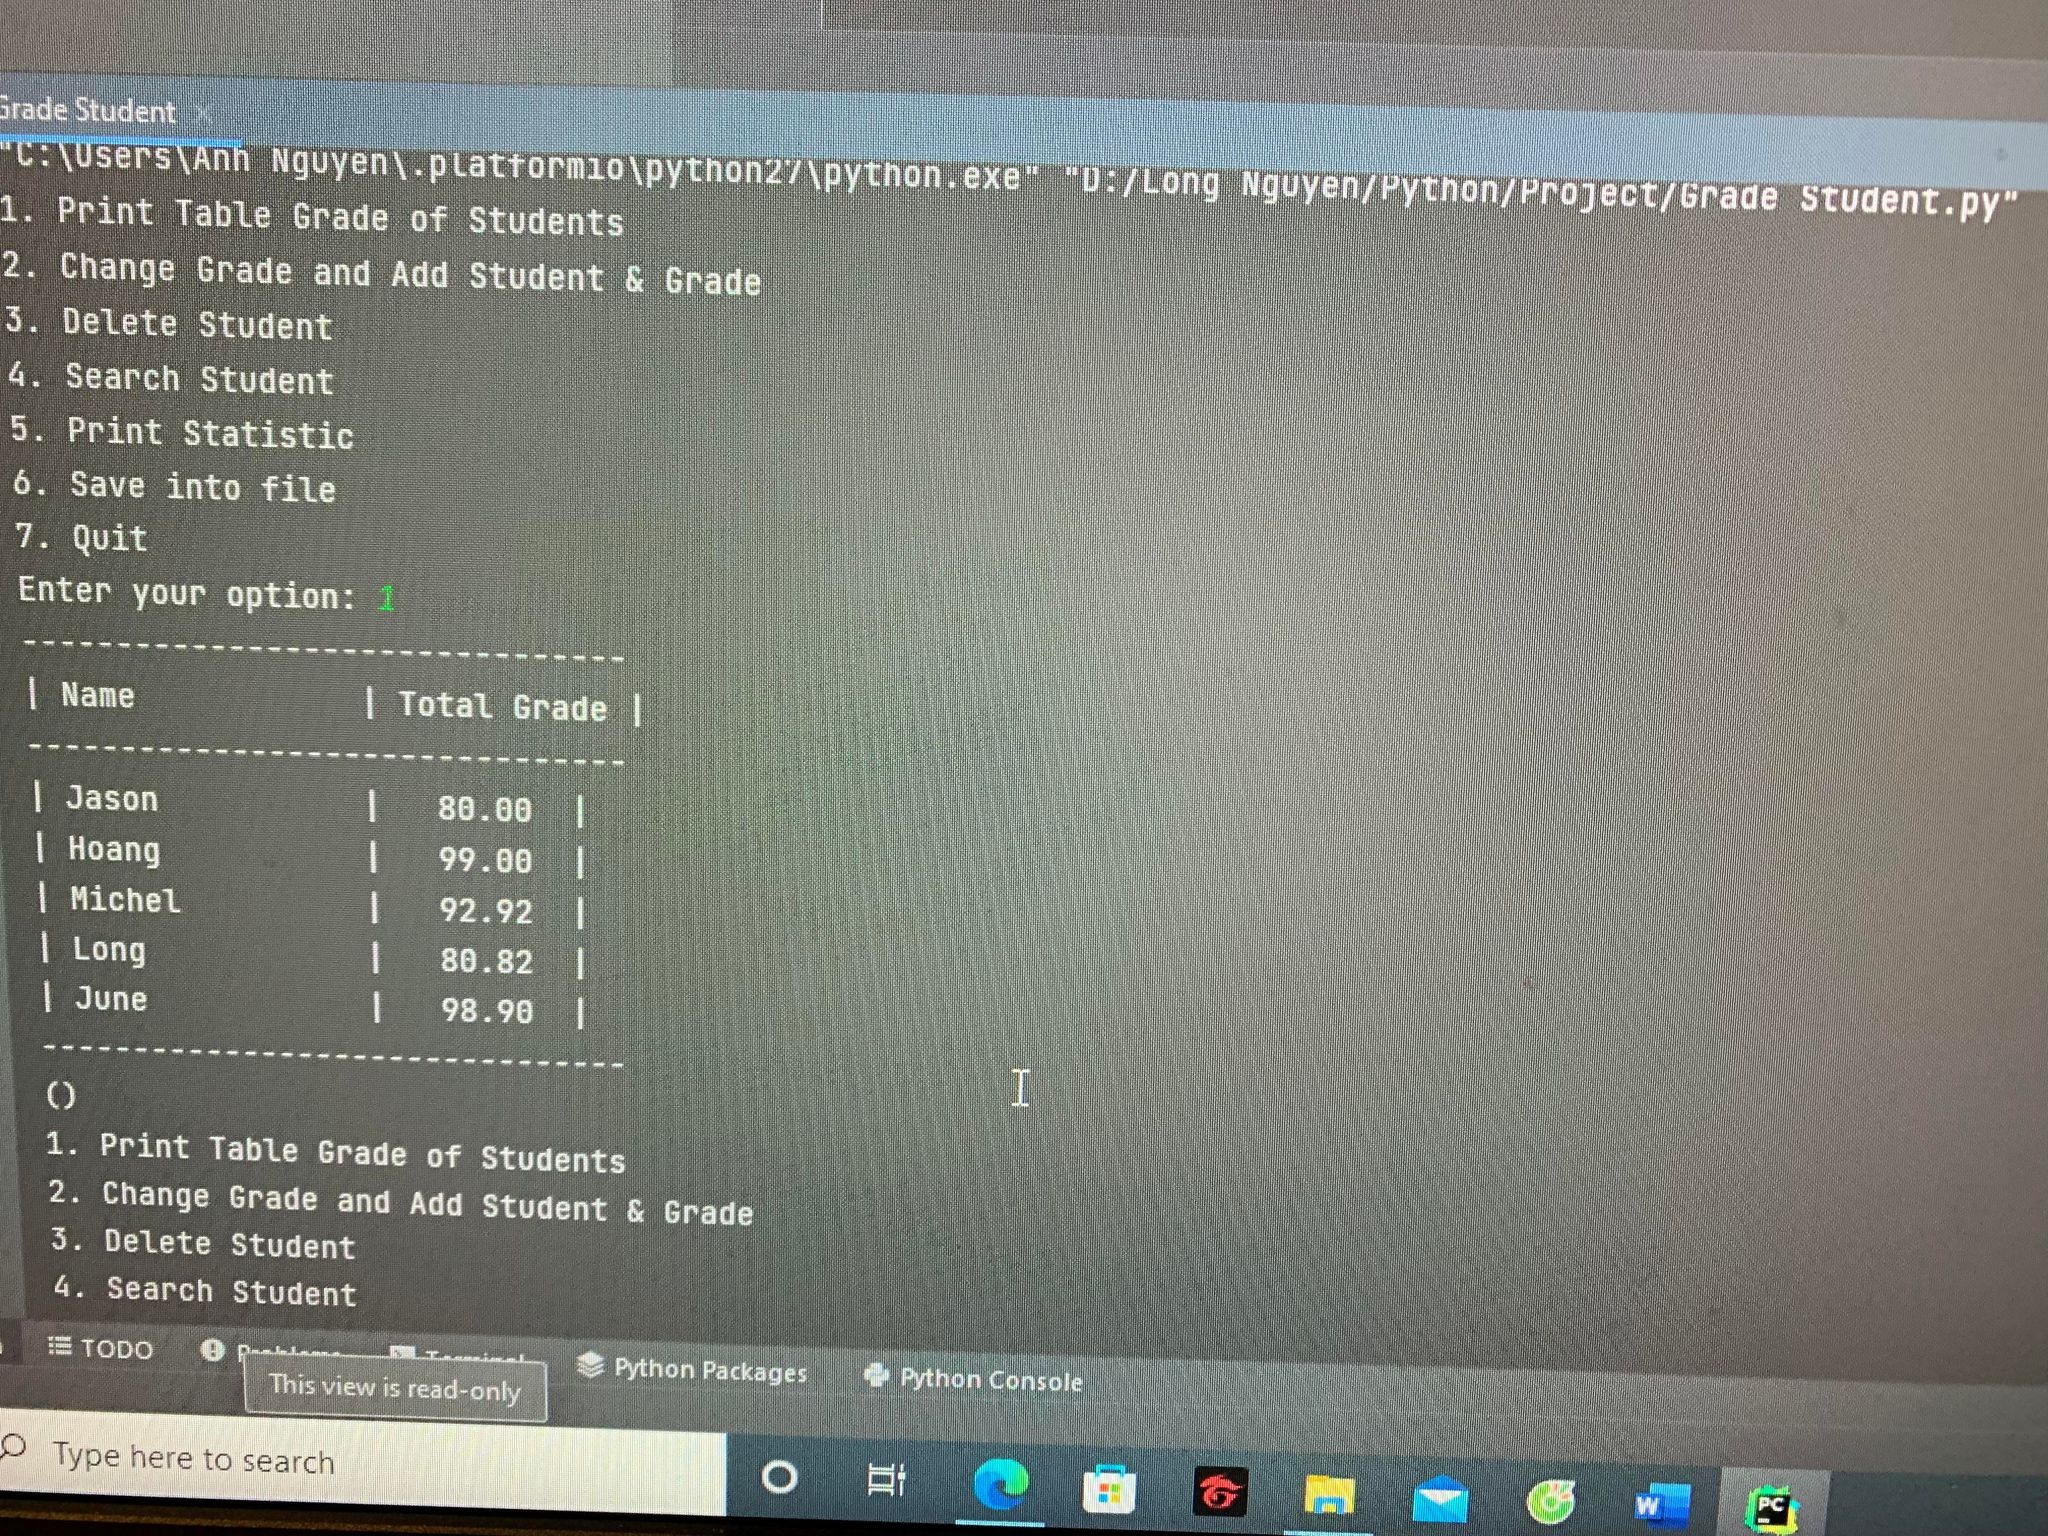 Grade Student ×
"C:\Users\Anh Nguyen\.platformio\python27\python.exe" "D:/Long Nguyen/Python/Project/Grade Student.py"
1. Print Table Grade of Students
2. Change Grade and Add Student & Grade
3. Delete Student
4. Search Student
5. Print Statistic
6. Save into file
7. Quit
Enter your option: 1
--------------------------------
| Name | Total Grade |
--------------------------------
| Jason | 80.00 |
| Hoang | 99.00 |
| Michel | 92.92 |
| Long | 80.82 |
| June | 98.90 |
--------------------------------
()
1. Print Table Grade of Students
2. Change Grade and Add Student & Grade
3. Delete Student
4. Search Student
TODO Problems Terminal Python Packages Python Console
This view is read-only
Type here to search
W PC